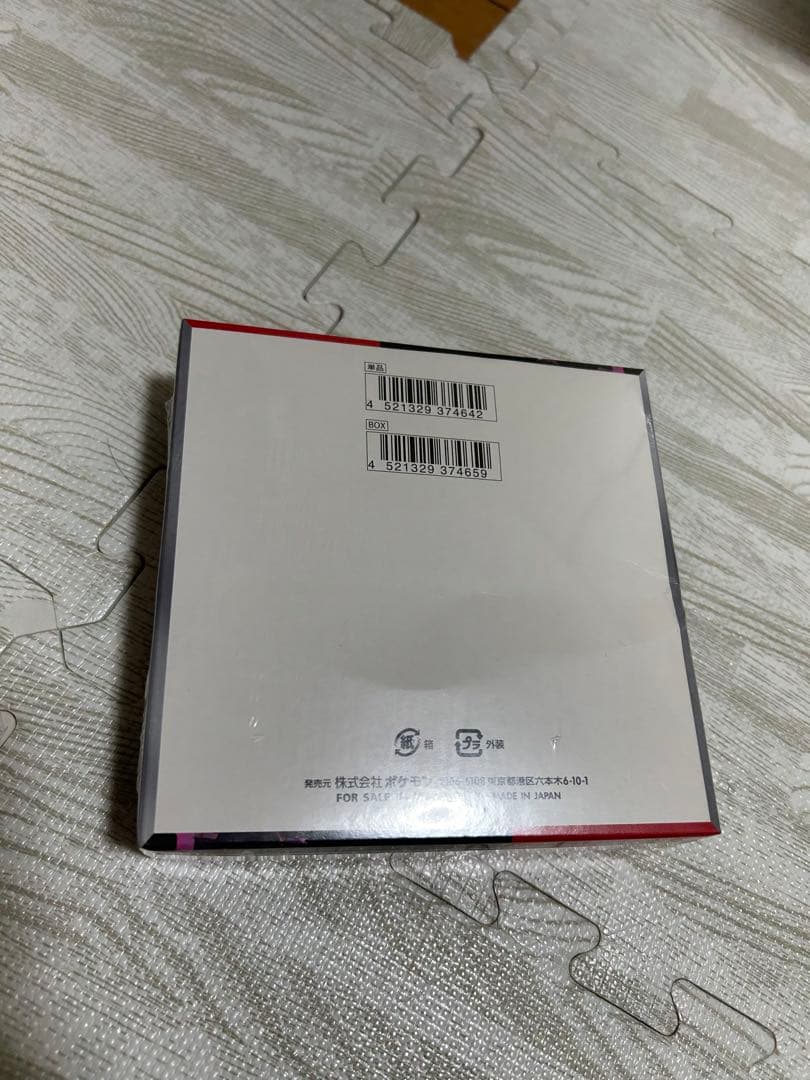 単品
4 521329 374642
BOX
4 521329 374659
紙 箱 プラ 外装
発売元 株式会社ポケモン 東京都港区六本木6-10-1
FOR SALE MADE IN JAPAN